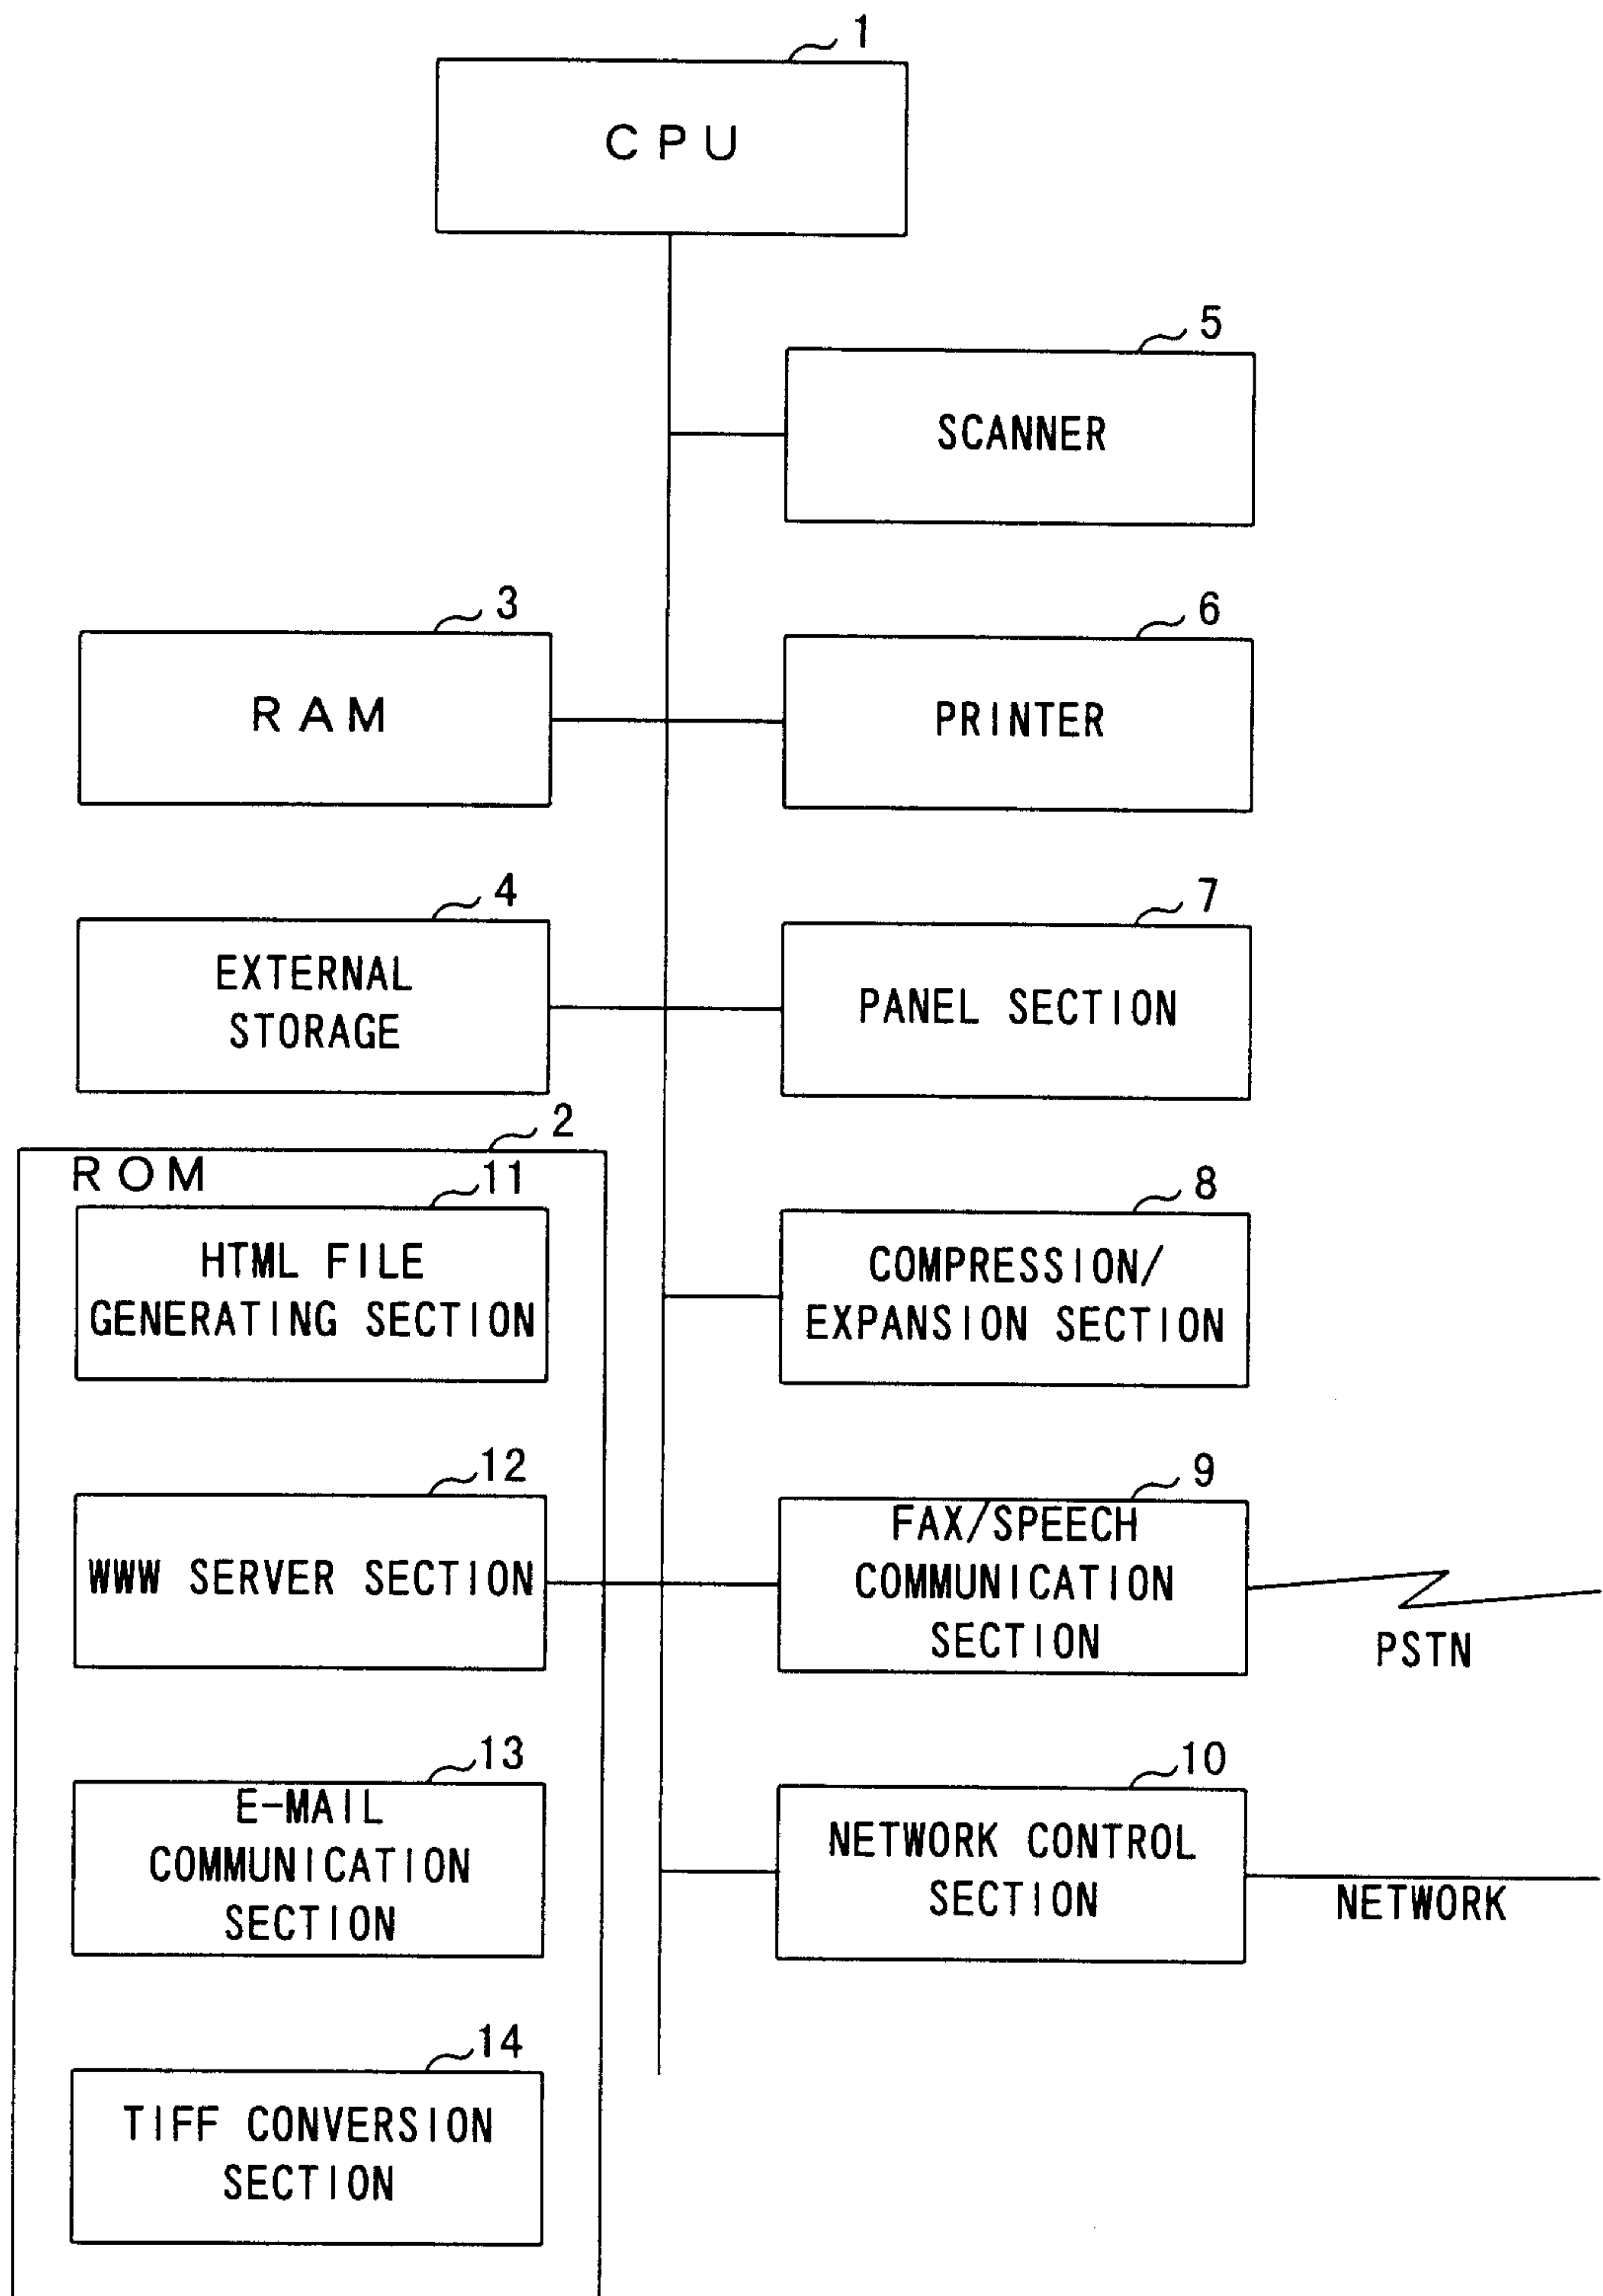 1
CPU
5
SCANNER
3
RAM
6
PRINTER
4
EXTERNAL
STORAGE
7
PANEL SECTION
2
ROM
11
HTML FILE
GENERATING SECTION
8
COMPRESSION/
EXPANSION SECTION
12
WWW SERVER SECTION
9
FAX/SPEECH
COMMUNICATION
SECTION
PSTN
13
E-MAIL
COMMUNICATION
SECTION
10
NETWORK CONTROL
SECTION
NETWORK
14
TIFF CONVERSION
SECTION